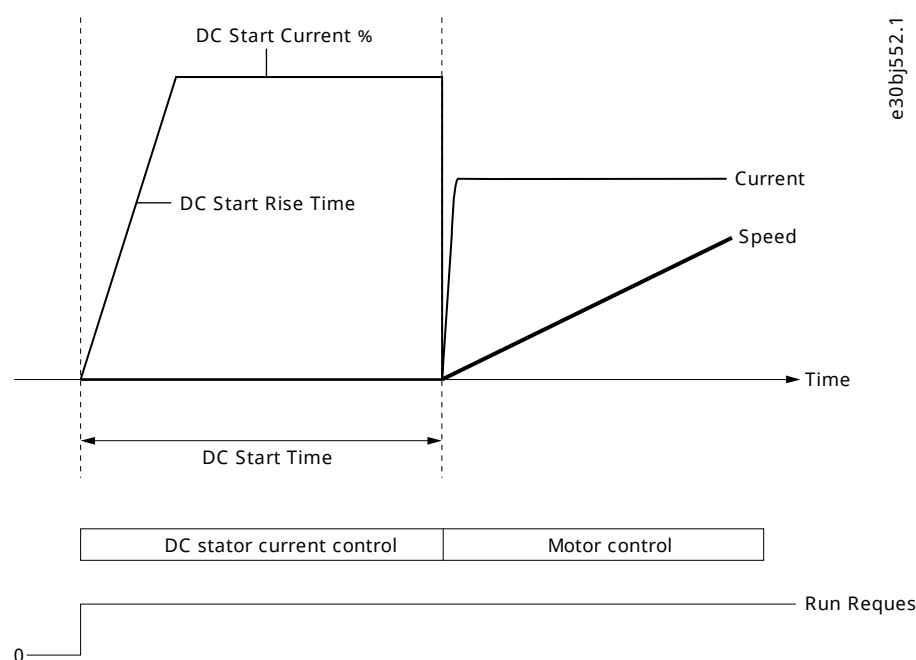 DC Start Current %
e30bj552.1
DC Start Rise Time
Current
Speed
Time
DC Start Time
DC stator current control
Motor control
Run Reques
0